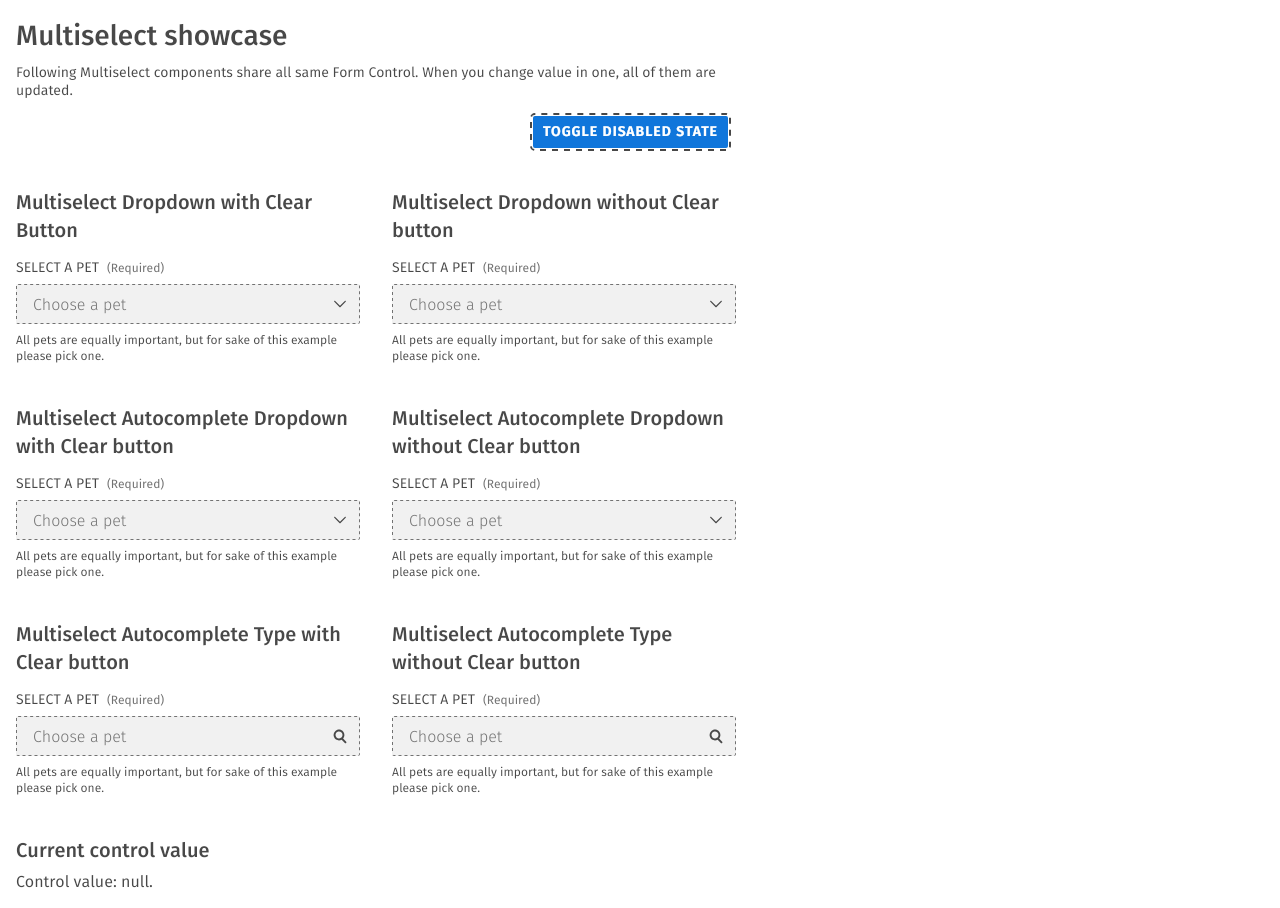 Multiselect showcase
Following Multiselect components share all same Form Control. When you change value in one, all of them are
updated.
TOGGLE DISABLED STATE
Multiselect Dropdown with Clear
Button
SELECT A PET (Required)
Choose a pet
All pets are equally important, but for sake of this example
please pick one.
Multiselect Dropdown without Clear
button
SELECT A PET (Required)
Choose a pet
All pets are equally important, but for sake of this example
please pick one.
Multiselect Autocomplete Dropdown
with Clear button
SELECT A PET (Required)
Choose a pet
All pets are equally important, but for sake of this example
please pick one.
Multiselect Autocomplete Dropdown
without Clear button
SELECT A PET (Required)
Choose a pet
All pets are equally important, but for sake of this example
please pick one.
Multiselect Autocomplete Type with
Clear button
SELECT A PET (Required)
Choose a pet
All pets are equally important, but for sake of this example
please pick one.
Multiselect Autocomplete Type
without Clear button
SELECT A PET (Required)
Choose a pet
All pets are equally important, but for sake of this example
please pick one.
Current control value
Control value: null.